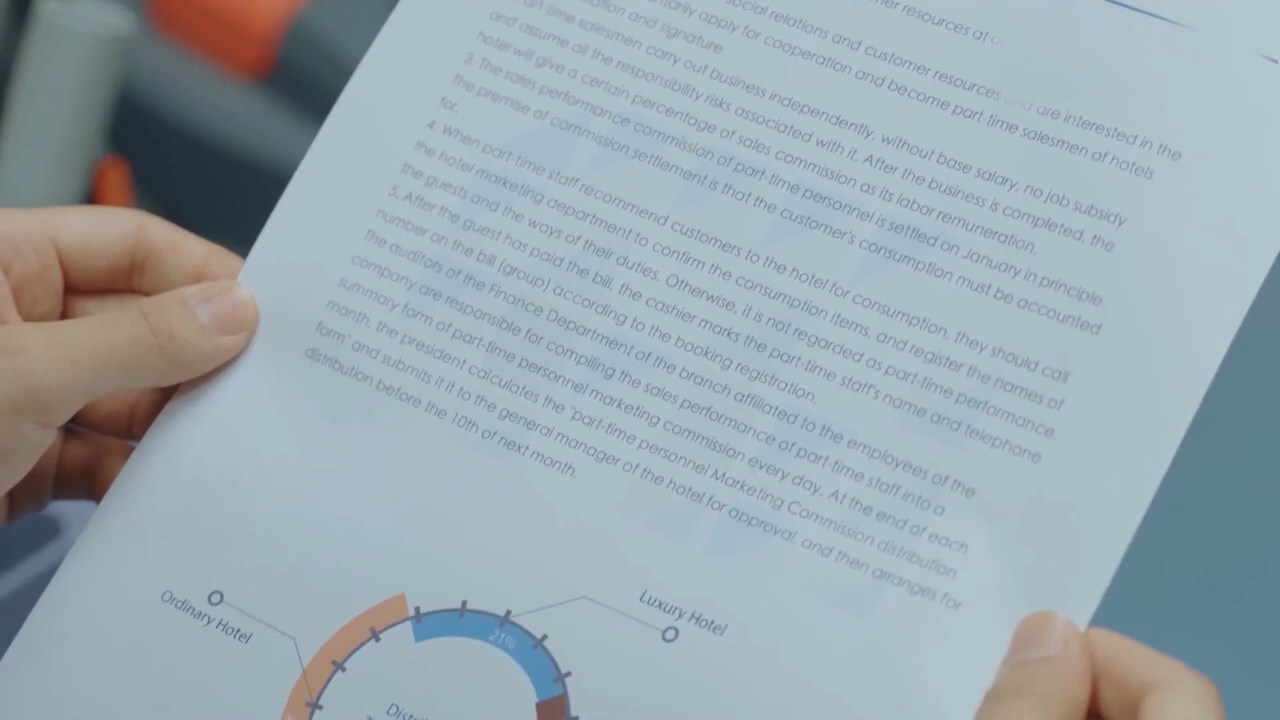 social relations and customer resources at
and customer resources and are interested in the
apply for cooperation and become part-time salesmen of hotels
and signature
part-time salesmen carry out business independently, without base salary, no job subsidy
and assume all the responsibility risks associated with it. After the business is completed, the
hotel will give a certain percentage of sales commission as its labor remuneration.
3. The sales performance commission of part-time personnel is settled on January in principle.
The premise of commission settlement is that the customer's consumption must be accounted
for.
4. When part-time staff recommend customers to the hotel for consumption, they should call
the hotel marketing department to confirm the consumption items, and register the names of
the guests and the ways of their duties. Otherwise, it is not regarded as part-time performance.
5. After the guest has paid the bill, the cashier marks the part-time staff's name and telephone
number on the bill (group) according to the booking registration.
The auditors of the Finance Department of the branch affiliated to the employees of the
company are responsible for compiling the sales performance of part-time staff into a
summary form of part-time personnel marketing commission every day. At the end of each
month, the president calculates the "part-time personnel Marketing Commission distribution
form" and submits it it to the general manager of the hotel for approval, and then arranges for
distribution before the 10th of next month.
Ordinary Hotel
Luxury Hotel
21%